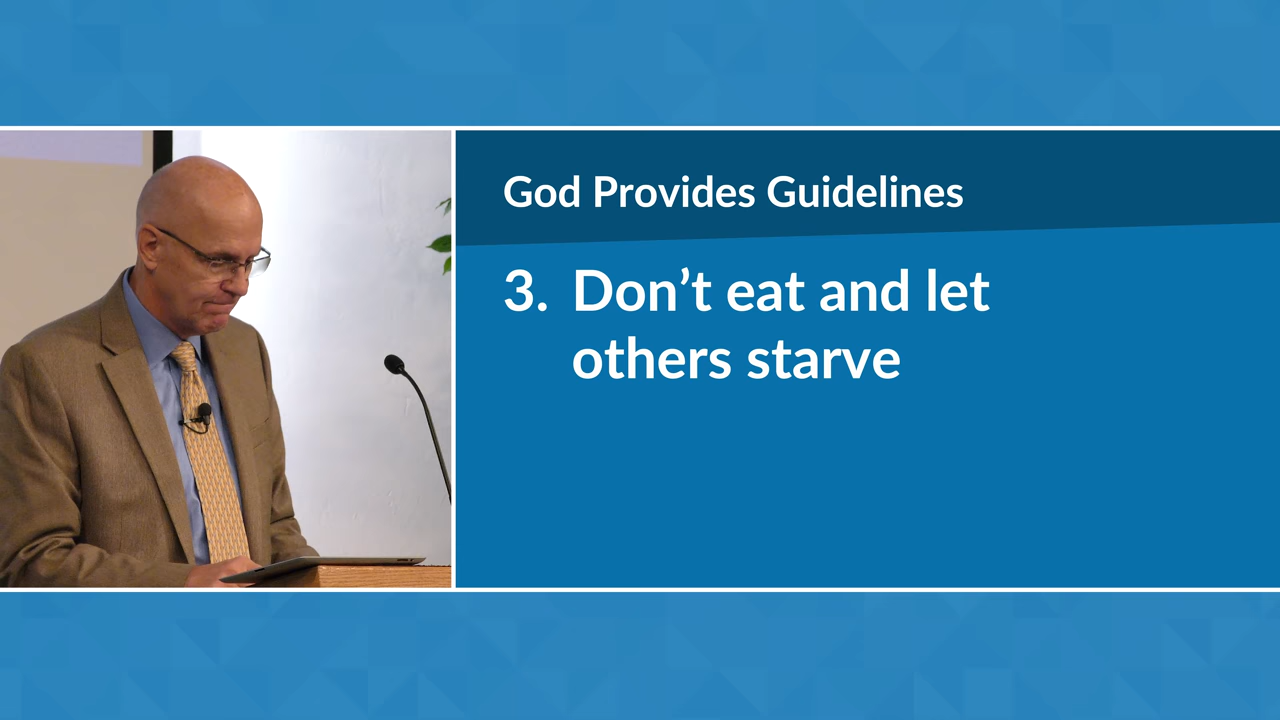 God Provides Guidelines
3. Don’t eat and let
others starve